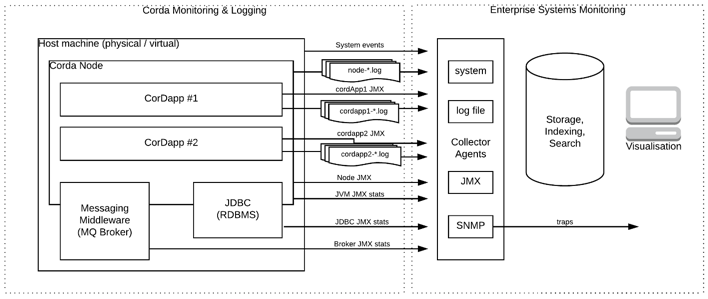 Corda Monitoring & Logging
Enterprise Systems Monitoring
Host machine (physical / virtual)
System events
Corda Node
node-*.log
system
CorDapp #1
cordApp1 JMX
cordapp1-*.log
log file
CorDapp #2
cordapp2 JMX
cordapp2-*.log
Collector
Agents
Storage,
Indexing,
Search
Visualisation
Node JMX
JMX
JVM JMX stats
Messaging
Middleware
(MQ Broker)
JDBC
(RDBMS)
JDBC JMX stats
SNMP
traps
Broker JMX stats